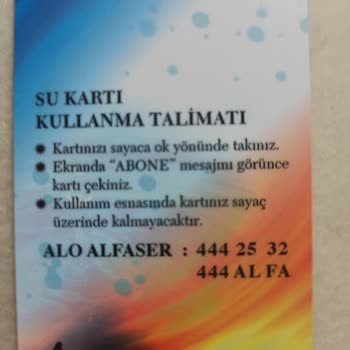 SU KARTI
KULLANMA TALİMATI
Kartınızı sayaca ok yönünde takınız.
Ekranda "ABONE" mesajını görünce
kartı çekiniz.
Kullanım esnasında kartınız sayaç
üzerinde kalmayacaktır.
ALO ALFASER : 444 25 32
444 AL FA